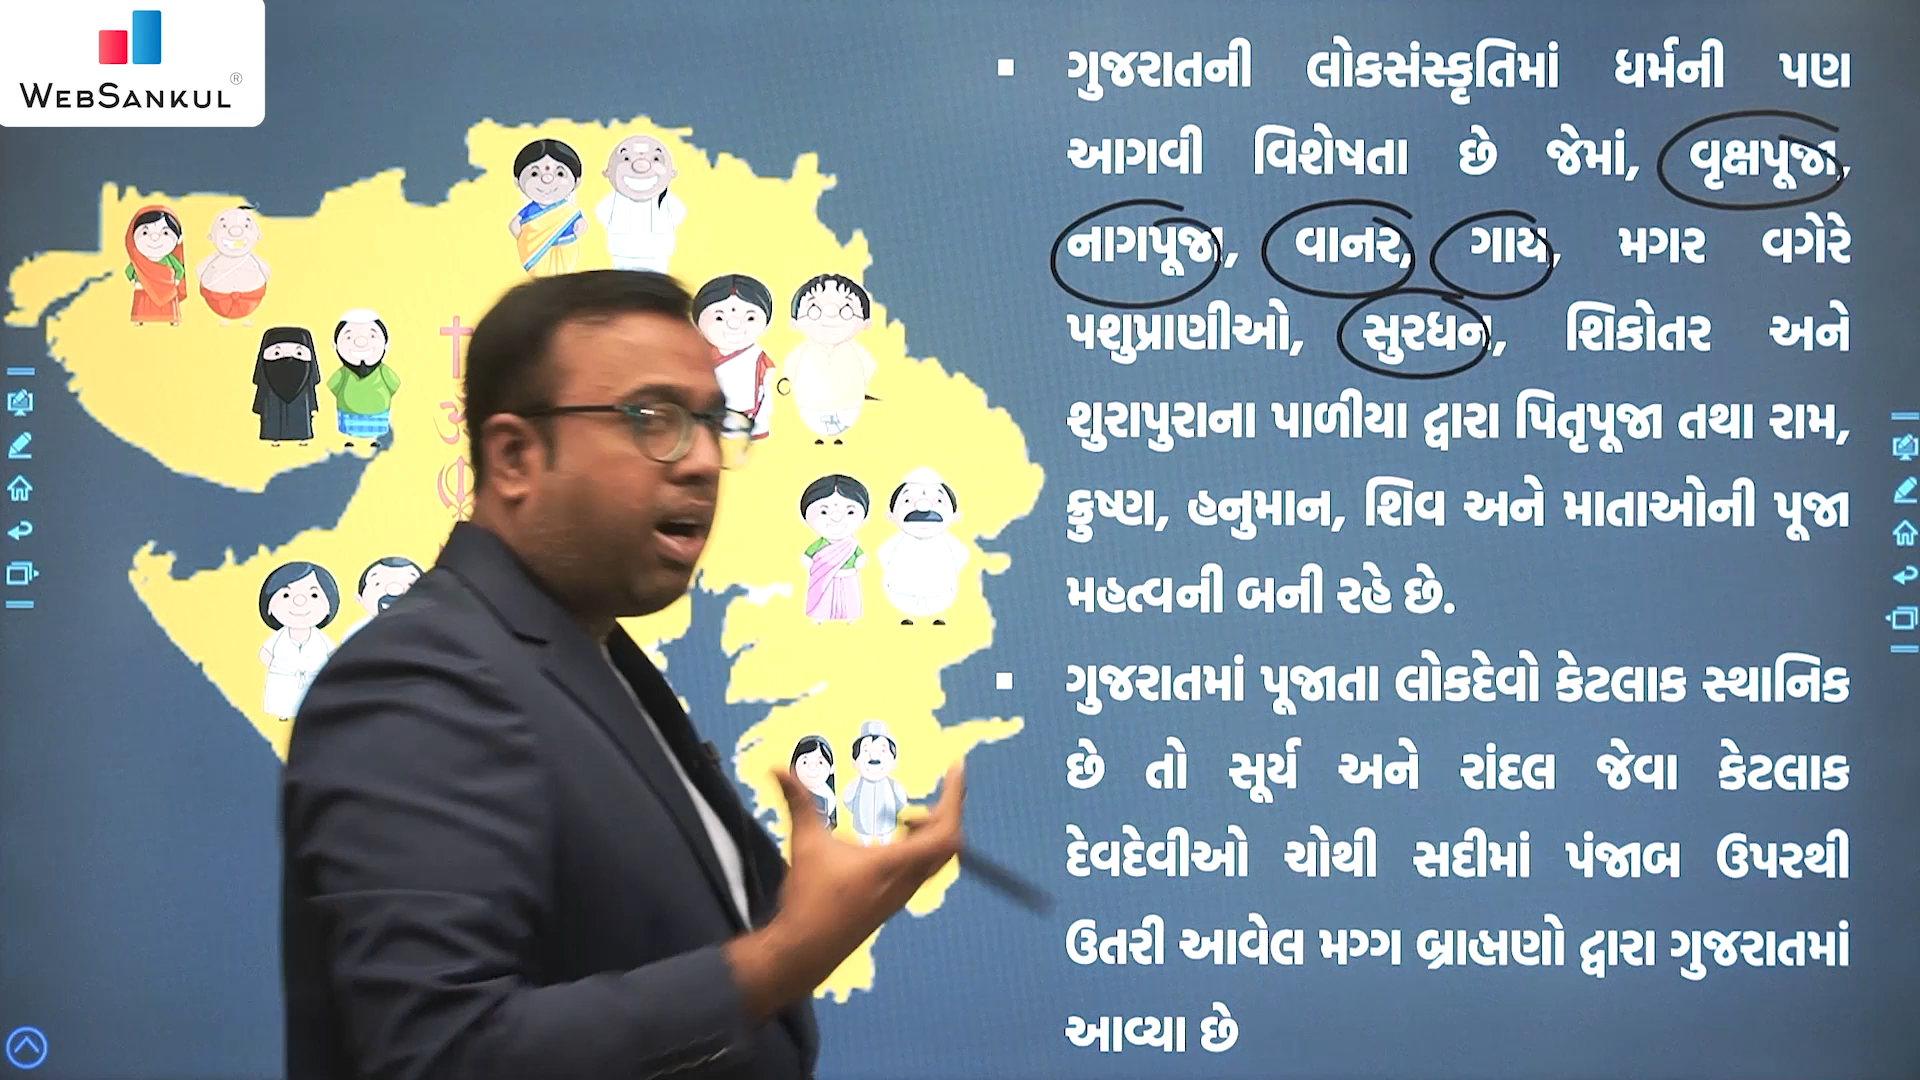 WEBSANKUL®
ગુજરાતની લોકસંસ્કૃતિમાં ધર્મની પણ
આગવી વિશેષતા છે જેમાં, વૃક્ષપૂજા,
નાગપૂજા, વાનર, ગાય, મગર વગેરે
પશુપ્રાણીઓ, સુરધન, શિકોતર અને
શુરાપુરાના પાળીયા દ્વારા પિતૃપૂજા તથા રામ,
ક્રુષ્ણ, હનુમાન, શિવ અને માતાઓની પૂજા
મહત્વની બની રહે છે.
ગુજરાતમાં પૂજાતા લોકદેવો કેટલાક સ્થાનિક
છે તો સૂર્ય અને રાંદલ જેવા કેટલાક
દેવદેવીઓ ચોથી સદીમાં પંજાબ ઉપરથી
ઉતરી આવેલ મગ્ગ બ્રાહ્મણો દ્વારા ગુજરાતમાં
આવ્યા છે